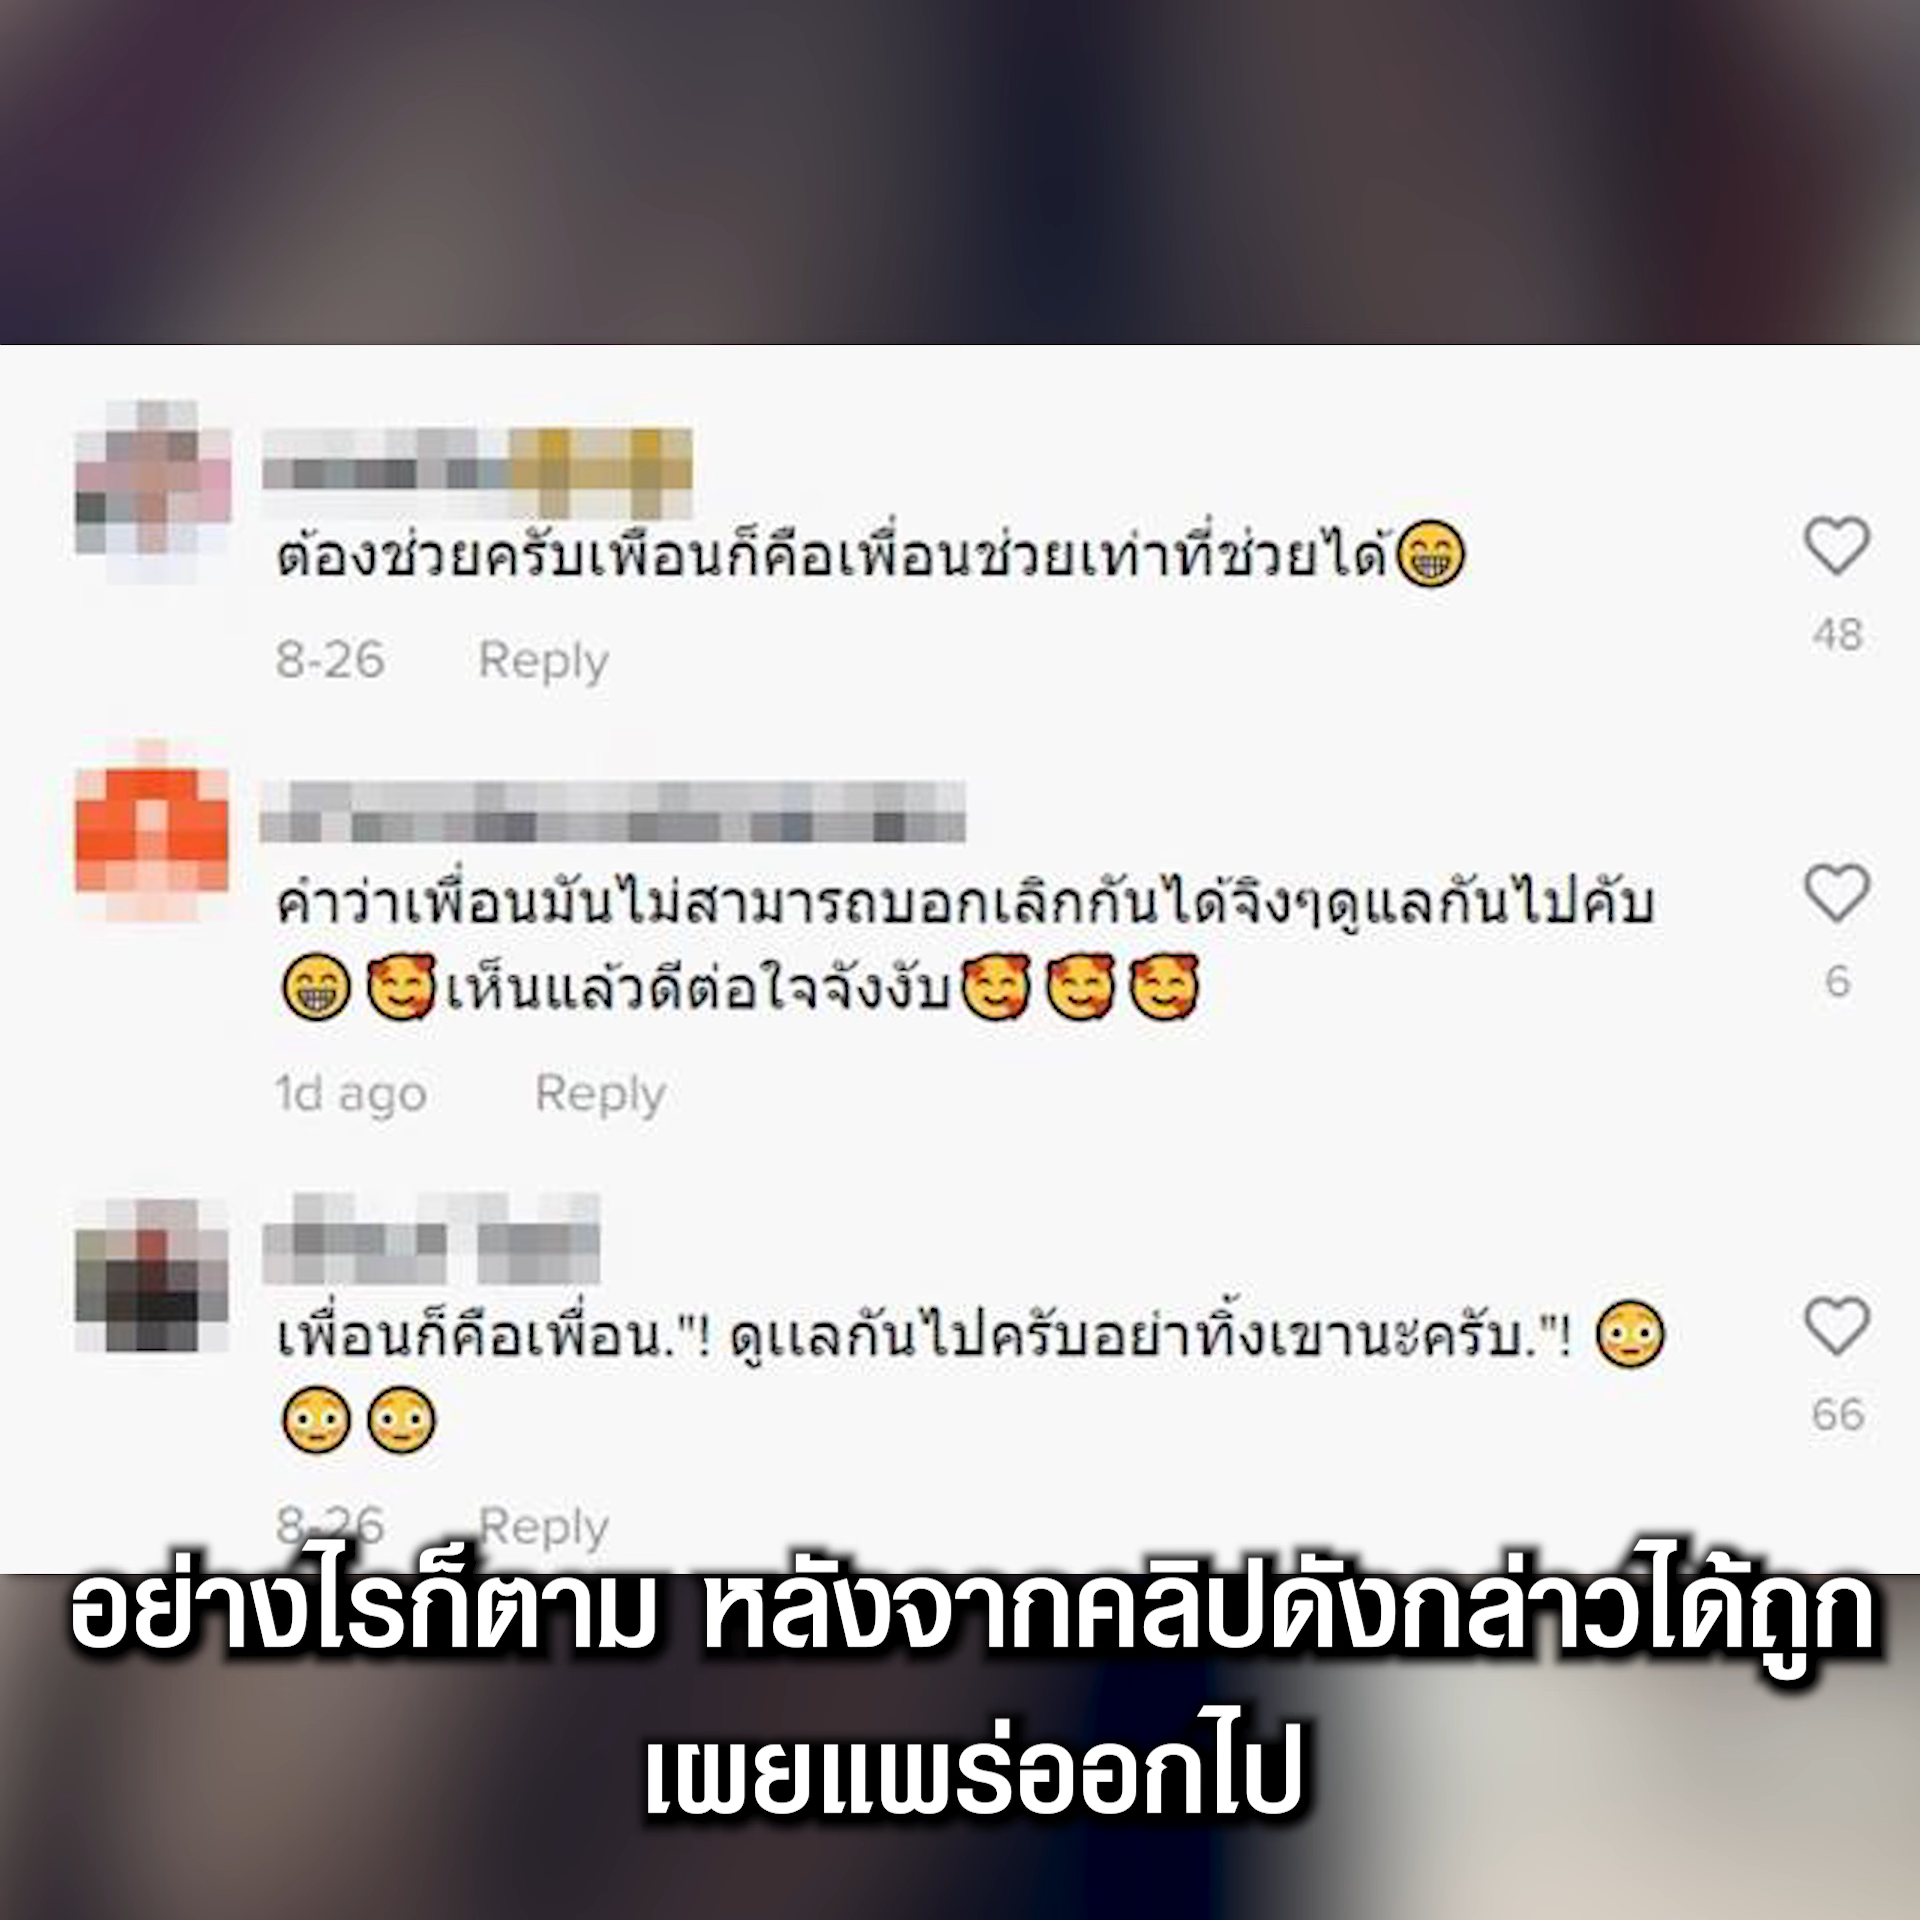 ต้องช่วยครับเพือนก็คือเพื่อนช่วยเท่าที่ช่วยได้😁
48
8-26 Reply
คำว่าเพื่อนมันไม่สามารถบอกเลิกกันได้จิงๆดูแลกันไปคับ
😁🥰เห็นแล้วดีต่อใจจังงับ🥰🥰🥰
6
1d ago Reply
เพื่อนก็คือเพื่อน."! ดูแลกันไปครับอย่าทิ้งเขานะครับ."! 😳
😳😳
66
8-26 Reply
อย่างไรก็ตาม หลังจากคลิปดังกล่าวได้ถูก
เผยแพร่ออกไป